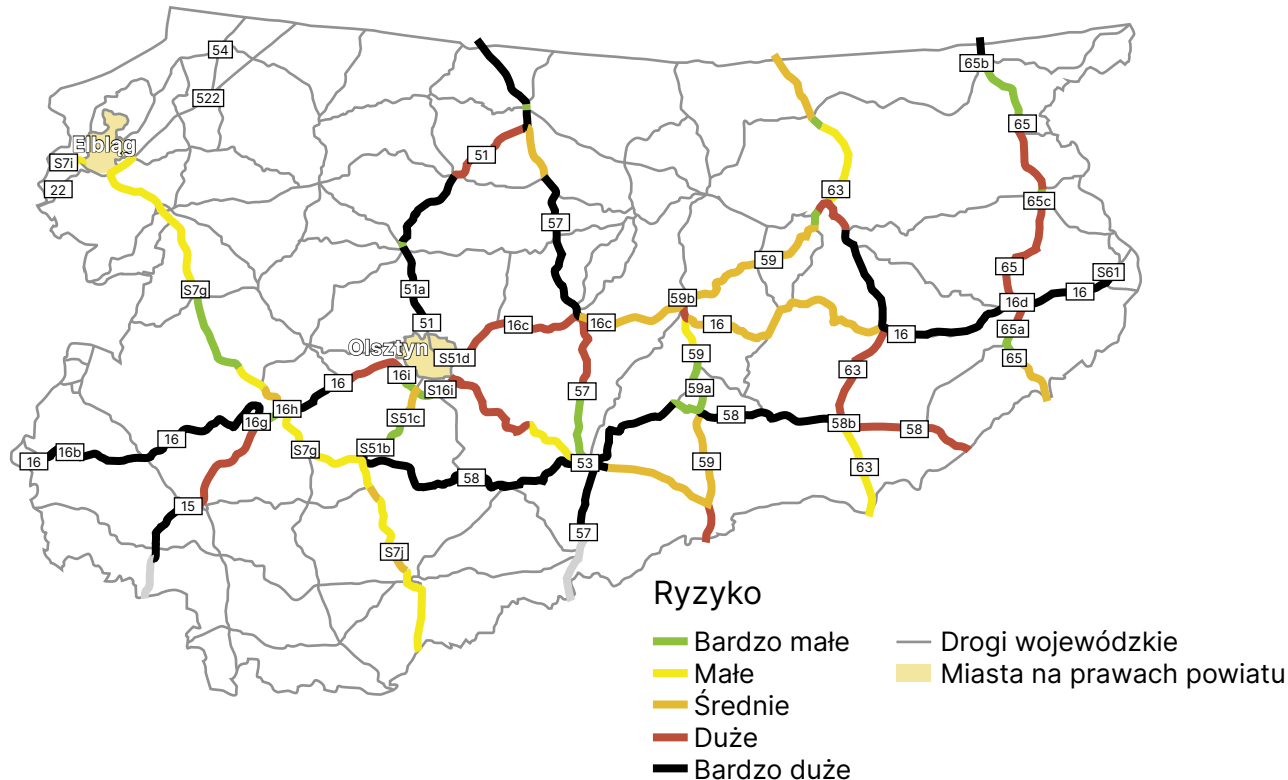 54
65b
522
65
Elbląg
51
S7i
22
63
65c
57
59
65
S61
S7g
51a
59b
16d
16
51
16c
16c
16
16
65a
Olsztyn
S51d
59
65
16i
63
16
S16i
59a
57
16h
16g
S51c
58
58b
58
16
S7g
S51b
16b
16
53
59
63
58
15
57
S7j
Ryzyko
Bardzo małe
Małe
Średnie
Duże
Bardzo duże
Drogi wojewódzkie
Miasta na prawach powiatu